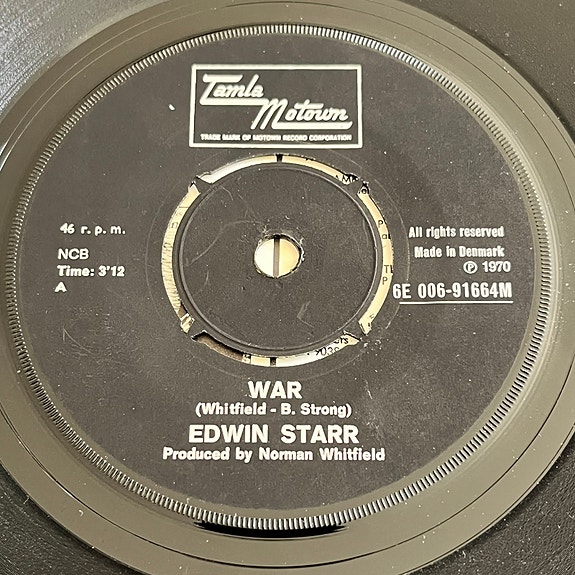 Tamla
Motown
TRADE MARK OF MOTOWN RECORD CORPORATION
46 r. p. m.
NCB
Time: 3'12
A
All rights reserved
Made in Denmark
℗ 1970
6E 006-91664M
WAR
(Whitfield - B. Strong)
EDWIN STARR
Produced by Norman Whitfield